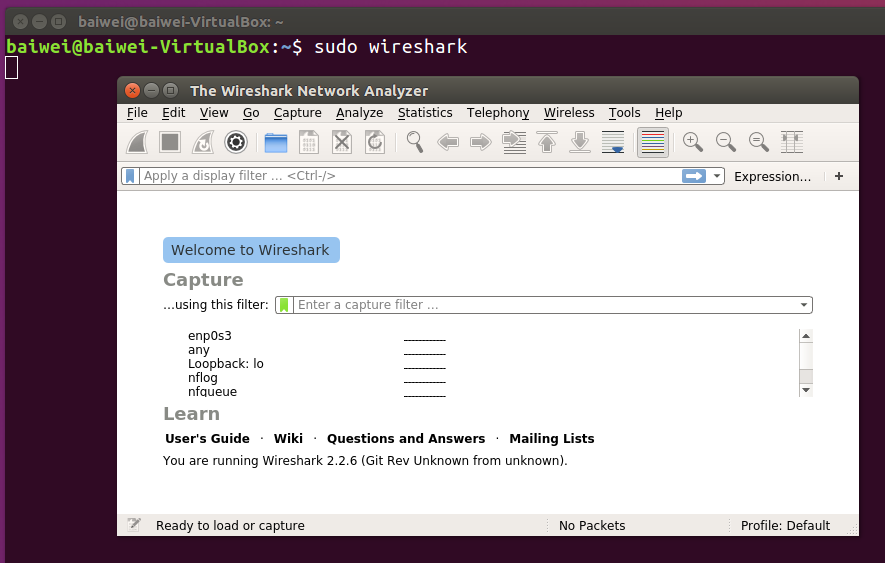 baiwei@baiwei-VirtualBox: ~
baiwei@baiwei-VirtualBox:~$ sudo wireshark
The Wireshark Network Analyzer
File Edit View Go Capture Analyze Statistics Telephony Wireless Tools Help
Apply a display filter ... <Ctrl-/> Expression... +
Welcome to Wireshark
Capture
...using this filter: Enter a capture filter ...
enp0s3
any
Loopback: lo
nflog
nfqueue
Learn
User's Guide · Wiki · Questions and Answers · Mailing Lists
You are running Wireshark 2.2.6 (Git Rev Unknown from unknown).
Ready to load or capture No Packets Profile: Default